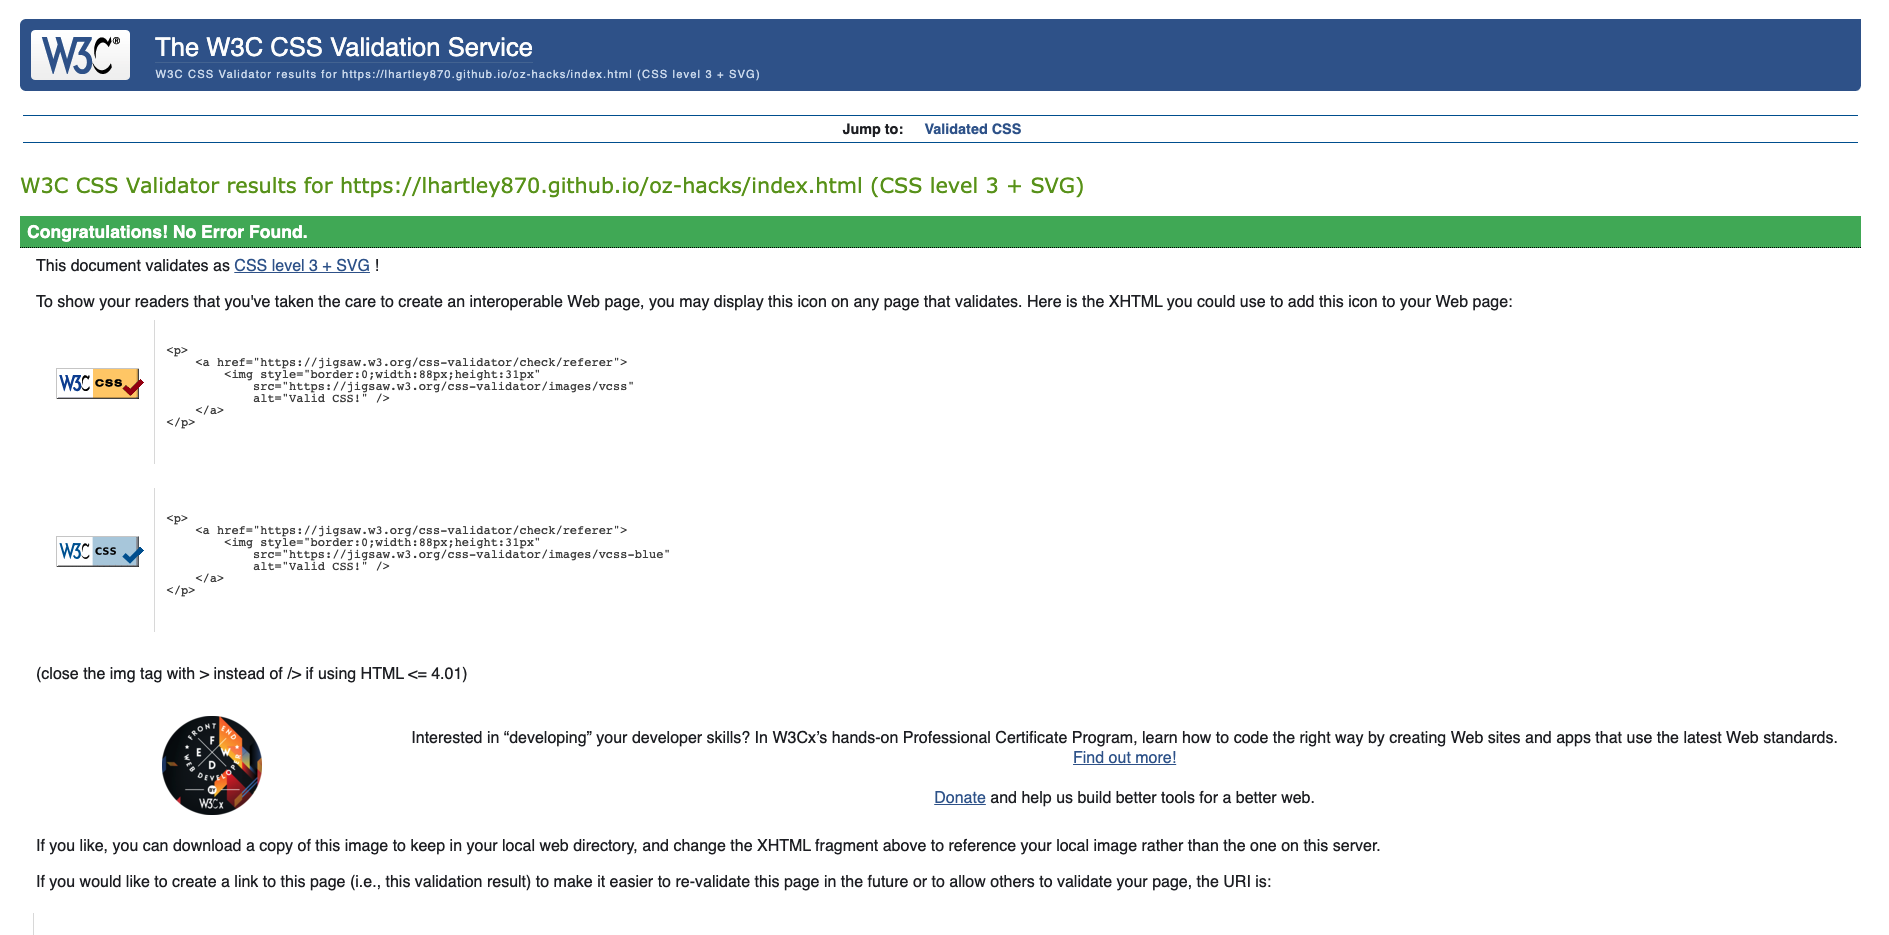 W3C®
The W3C CSS Validation Service
W3C CSS Validator results for https://lhartley870.github.io/oz-hacks/index.html (CSS level 3 + SVG)
Jump to: Validated CSS
W3C CSS Validator results for https://lhartley870.github.io/oz-hacks/index.html (CSS level 3 + SVG)
Congratulations! No Error Found.
This document validates as CSS level 3 + SVG !
To show your readers that you've taken the care to create an interoperable Web page, you may display this icon on any page that validates. Here is the XHTML you could use to add this icon to your Web page:
W3C css
<p>
    <a href="https://jigsaw.w3.org/css-validator/check/referer">
        <img style="border:0;width:88px;height:31px"
            src="https://jigsaw.w3.org/css-validator/images/vcss"
            alt="Valid CSS!" />
    </a>
</p>
W3C css
<p>
    <a href="https://jigsaw.w3.org/css-validator/check/referer">
        <img style="border:0;width:88px;height:31px"
            src="https://jigsaw.w3.org/css-validator/images/vcss-blue"
            alt="Valid CSS!" />
    </a>
</p>
(close the img tag with > instead of /> if using HTML <= 4.01)
FRONT END
F E W D
WEB DEVELOPER
BY
W3Cx
Interested in “developing” your developer skills? In W3Cx’s hands-on Professional Certificate Program, learn how to code the right way by creating Web sites and apps that use the latest Web standards.
Find out more!
Donate and help us build better tools for a better web.
If you like, you can download a copy of this image to keep in your local web directory, and change the XHTML fragment above to reference your local image rather than the one on this server.
If you would like to create a link to this page (i.e., this validation result) to make it easier to re-validate this page in the future or to allow others to validate your page, the URI is: